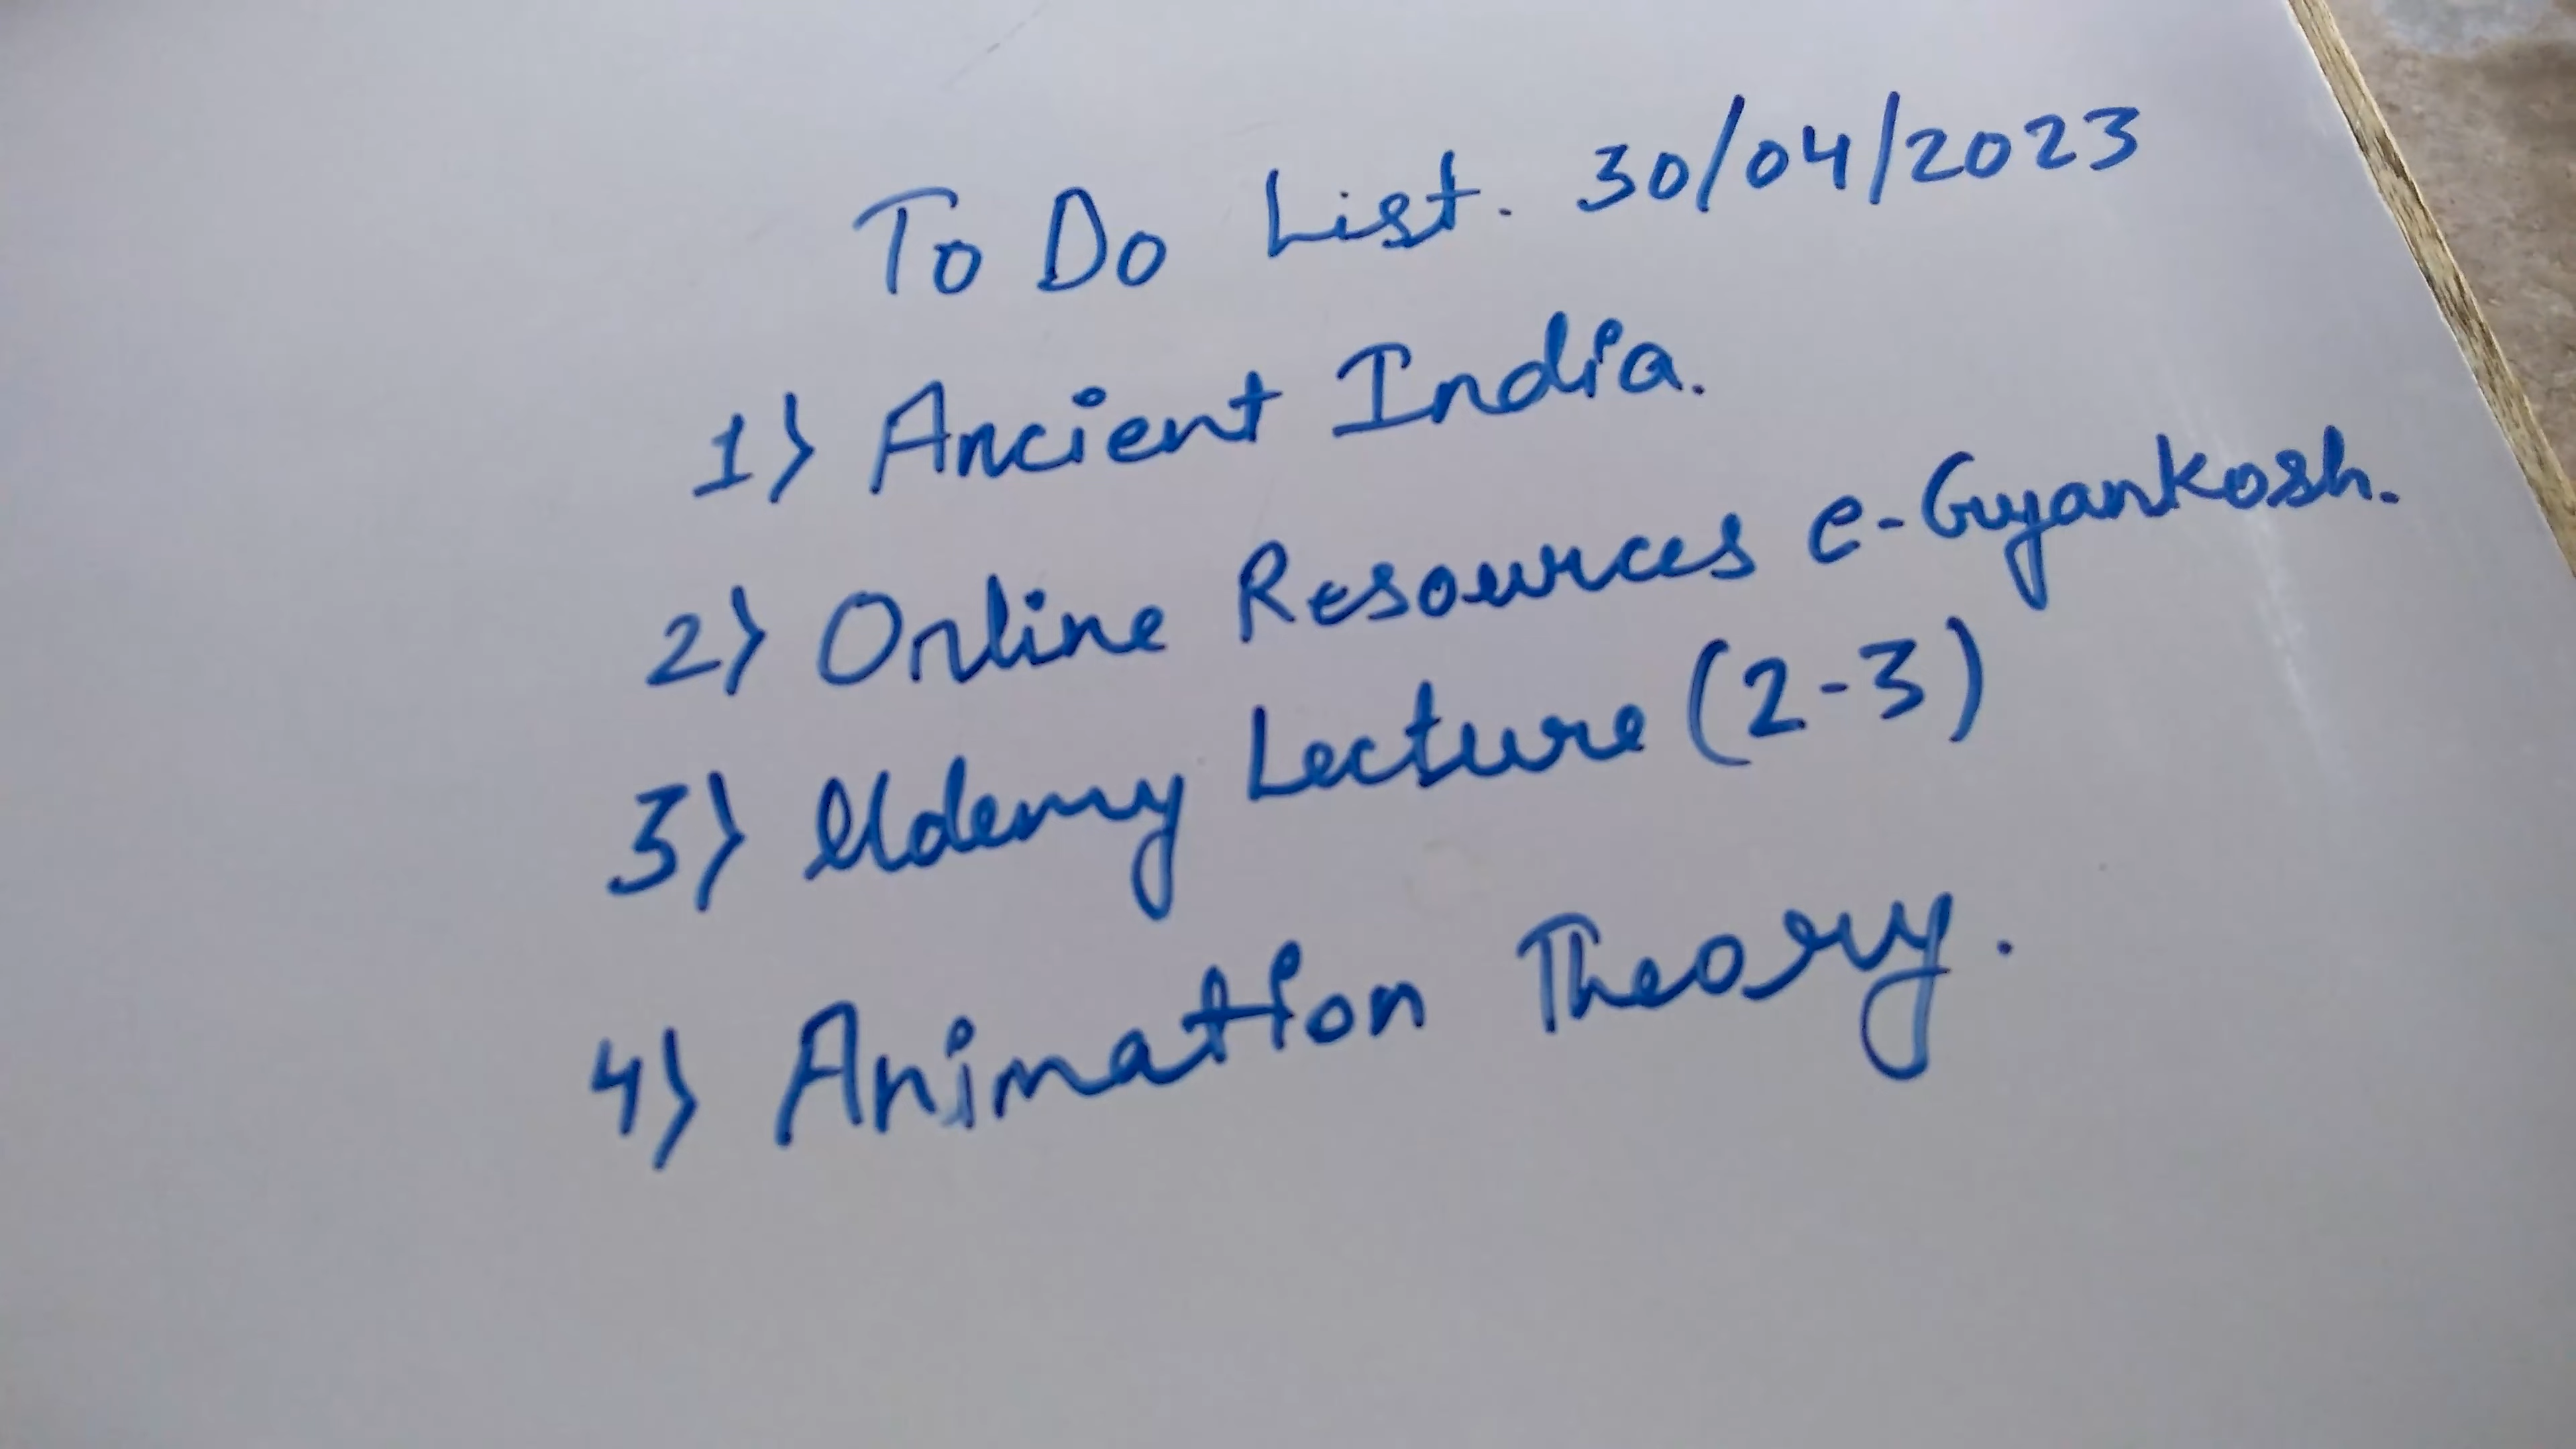 To Do List. 30/04/2023
1) Ancient India.
2) Online Resources e-Gyankosh.
3) Udemy Lecture (2-3)
4) Animation Theory.